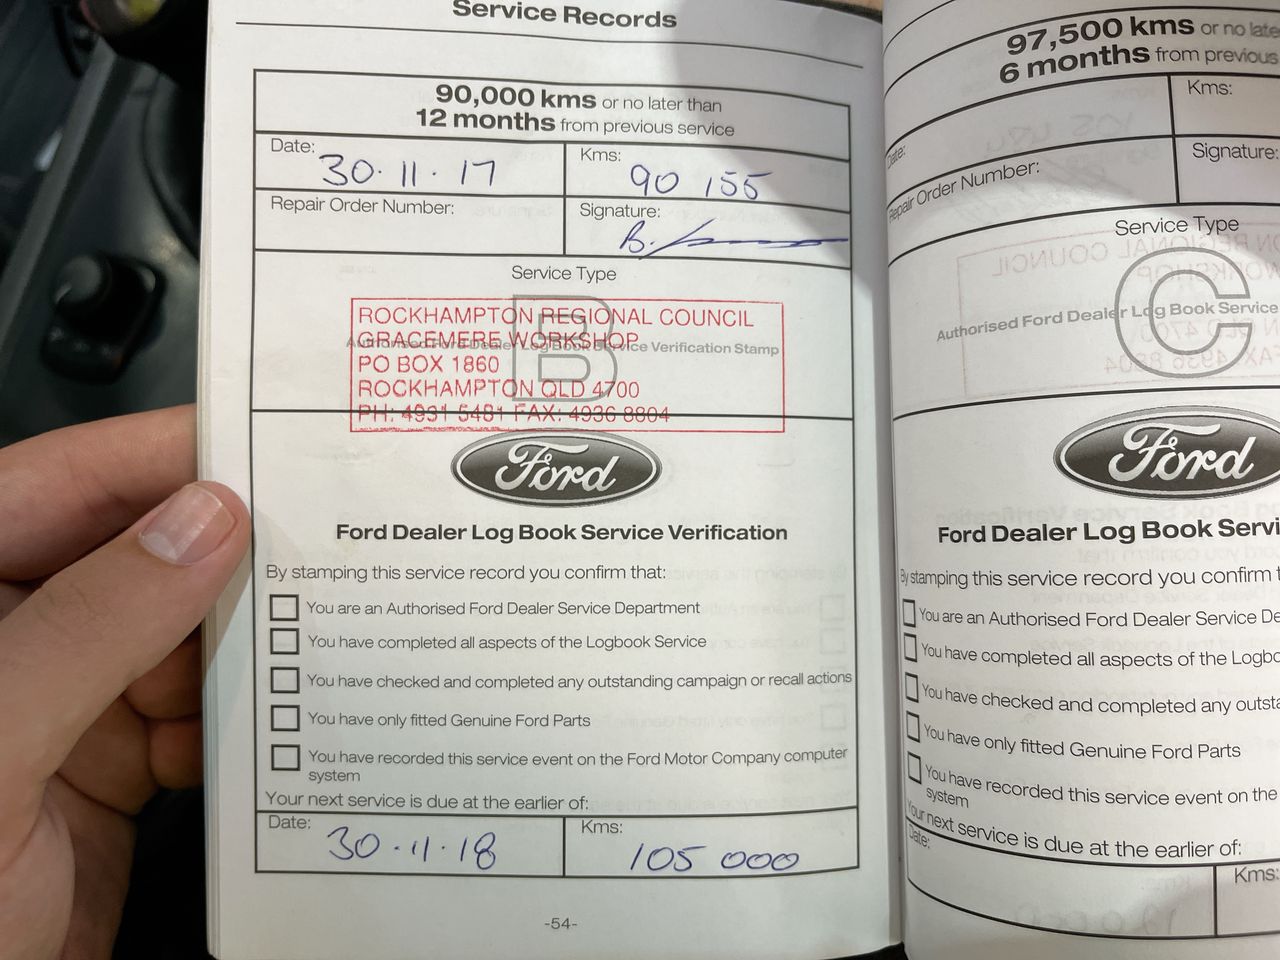 Service Records
90,000 kms or no later than
12 months from previous service
Date:
30.11.17
Kms:
90 155
Repair Order Number:
Signature:
B.
Service Type
B
Authorised Ford Dealer Log Book Service Verification Stamp
ROCKHAMPTON REGIONAL COUNCIL
GRACEMERE WORKSHOP
PO BOX 1860
ROCKHAMPTON QLD 4700
PH: 4931 5481 FAX: 4936 8804
Ford
Ford Dealer Log Book Service Verification
By stamping this service record you confirm that:
You are an Authorised Ford Dealer Service Department
You have completed all aspects of the Logbook Service
You have checked and completed any outstanding campaign or recall actions
You have only fitted Genuine Ford Parts
You have recorded this service event on the Ford Motor Company computer
system
Your next service is due at the earlier of:
Date:
30.11.18
Kms:
105 000
-54-
97,500 kms or no late
6 months from previous
Date:
Kms:
Repair Order Number:
Signature:
Service Type
C
Authorised Ford Dealer Log Book Service
Ford
Ford Dealer Log Book Servi
By stamping this service record you confirm t
You are an Authorised Ford Dealer Service De
You have completed all aspects of the Logbo
You have checked and completed any outsta
You have only fitted Genuine Ford Parts
You have recorded this service event on the
system
Your next service is due at the earlier of:
Date:
Kms: